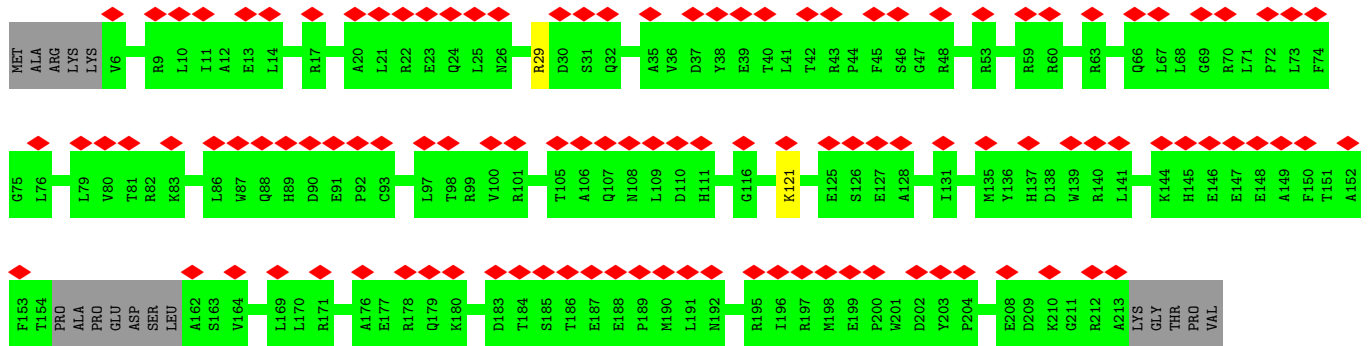 MET ALA ARG LYS LYS V6 R9 L10 I11 A12 E13 L14 R17 A20 L21 R22 E23 Q24 L25 N26 R29 D30 S31 Q32 A35 V36 D37 Y38 E39 T40 L41 T42 R43 P44 F45 S46 G47 R48 R53 R59 R60 R63 Q66 L67 L68 G69 R70 L71 P72 L73 F74
G75 L76 L79 V80 T81 R82 K83 L86 W87 Q88 H89 D90 E91 P92 C93 L97 T98 R99 V100 R101 T105 A106 Q107 N108 L109 D110 H111 G116 K121 E125 S126 E127 A128 I131 M135 Y136 H137 D138 W139 R140 L141 K144 H145 E146 E147 E148 A149 F150 T151 A152
F153 T154 PRO ALA PRO GLU ASP SER LEU A162 S163 V164 L169 L170 R171 A176 E177 R178 Q179 K180 D183 T184 S185 T186 E187 E188 P189 M190 L191 N192 R195 I196 R197 M198 E199 P200 W201 D202 Y203 P204 E208 D209 K210 G211 R212 A213 LYS GLY THR PRO VAL